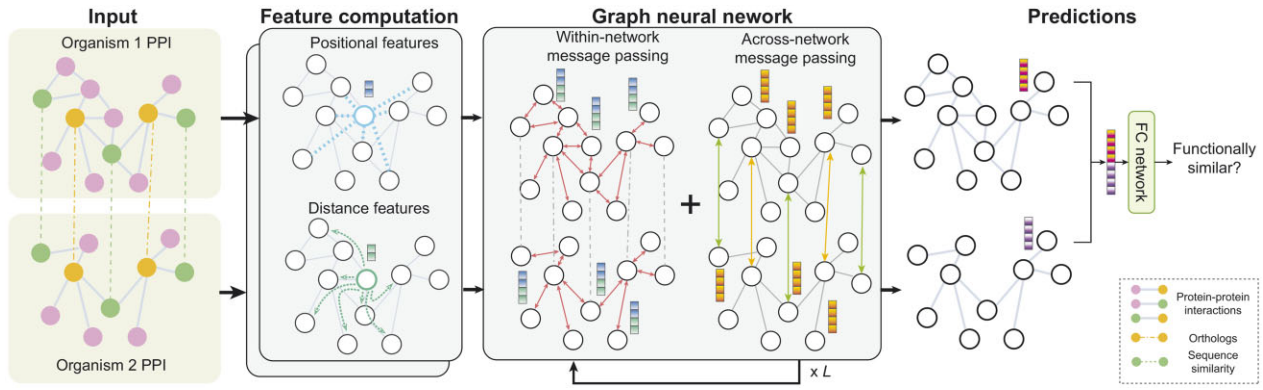 Input
Feature computation
Graph neural nework
Predictions
Organism 1 PPI
Positional features
Within-network
message passing
Across-network
message passing
Distance features
+
FC network
Functionally
similar?
Organism 2 PPI
x L
Protein-protein
interactions
Orthologs
Sequence
similarity